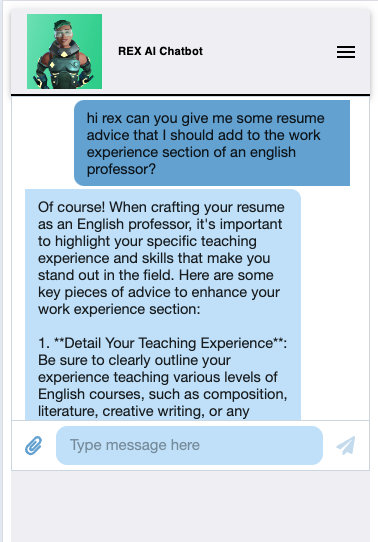 REX AI Chatbot
hi rex can you give me some resume
advice that I should add to the work
experience section of an english
professor?
Of course! When crafting your resume
as an English professor, it's important
to highlight your specific teaching
experience and skills that make you
stand out in the field. Here are some
key pieces of advice to enhance your
work experience section:
1. **Detail Your Teaching Experience**:
Be sure to clearly outline your
experience teaching various levels of
English courses, such as composition,
literature, creative writing, or any
Type message here